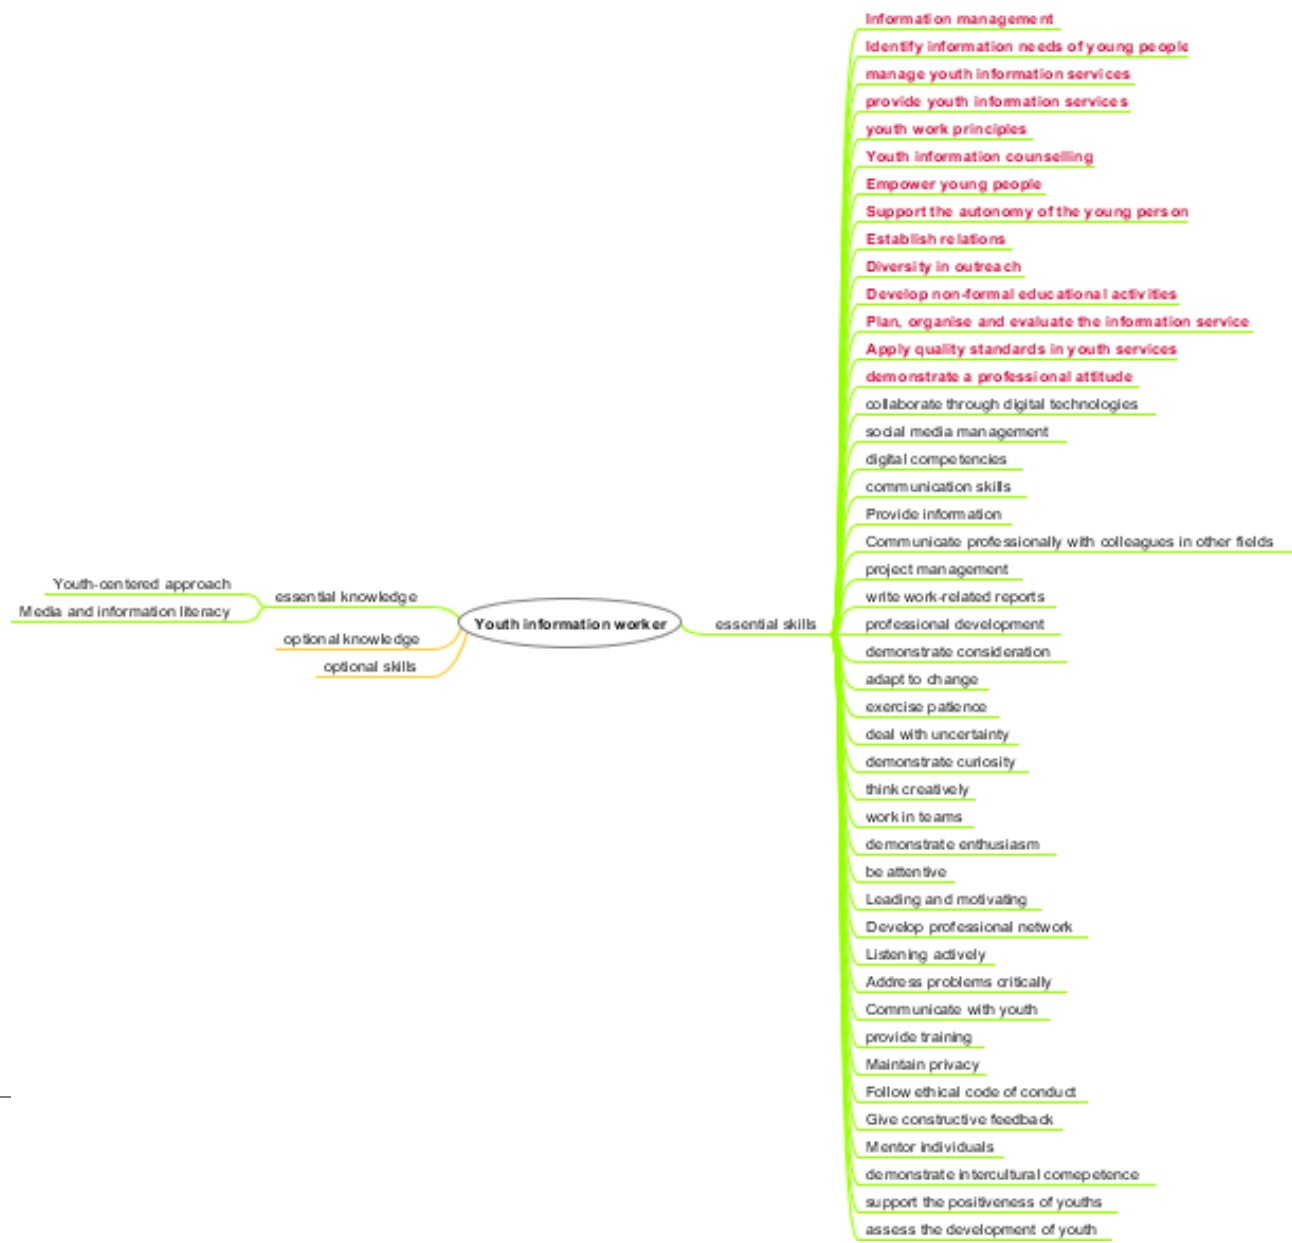 Information management
Identify information needs of young people
manage youth information services
provide youth information services
youth work principles
Youth information counselling
Empower young people
Support the autonomy of the young person
Establish relations
Diversity in outreach
Develop non-formal educational activities
Plan, organise and evaluate the information service
Apply quality standards in youth services
demonstrate a professional attitude
collaborate through digital technologies
social media management
digital competencies
communication skills
Provide information
Communicate professionally with colleagues in other fields
project management
write work-related reports
professional development
demonstrate consideration
adapt to change
exercise patience
deal with uncertainty
demonstrate curiosity
think creatively
work in teams
demonstrate enthusiasm
be attentive
Leading and motivating
Develop professional network
Listening actively
Address problems critically
Communicate with youth
provide training
Maintain privacy
Follow ethical code of conduct
Give constructive feedback
Mentor individuals
demonstrate intercultural comepetence
support the positiveness of youths
assess the development of youth
essential skills
Youth information worker
essential knowledge
Youth-centered approach
Media and information literacy
optional knowledge
optional skills